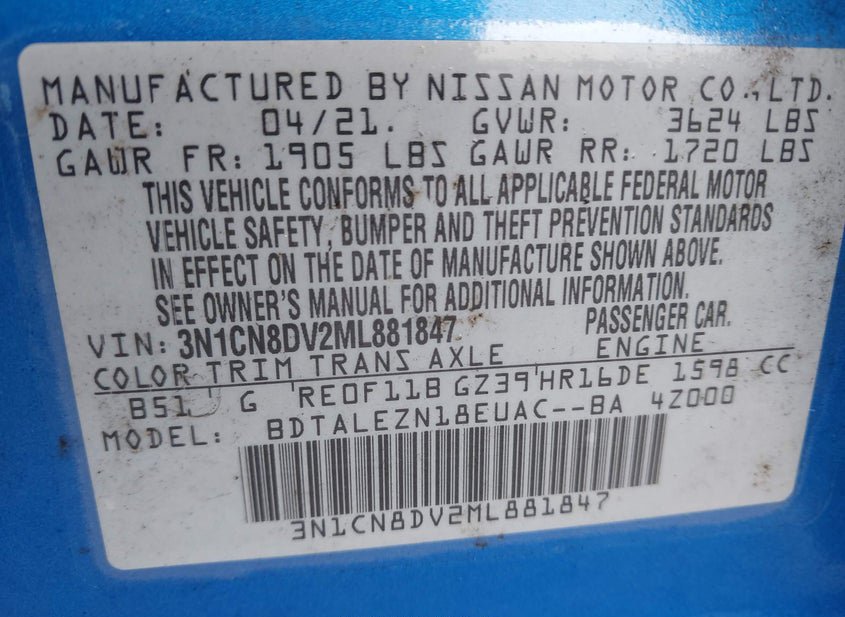 MANUFACTURED BY NISSAN MOTOR CO., LTD.
DATE: 04/21. GVWR: 3624 LBS
GAWR FR: 1905 LBS GAWR RR: 1720 LBS
THIS VEHICLE CONFORMS TO ALL APPLICABLE FEDERAL MOTOR
VEHICLE SAFETY, BUMPER AND THEFT PREVENTION STANDARDS
IN EFFECT ON THE DATE OF MANUFACTURE SHOWN ABOVE.
SEE OWNER'S MANUAL FOR ADDITIONAL INFORMATION.
VIN: 3N1CN8DV2ML881847 PASSENGER CAR.
COLOR TRIM TRANS AXLE ENGINE
B51 G RE0F11B GZ39 HR16DE 1598 CC
MODEL: BDTALEZN18EUAC--BA 4Z000
3N1CN8DV2ML881847